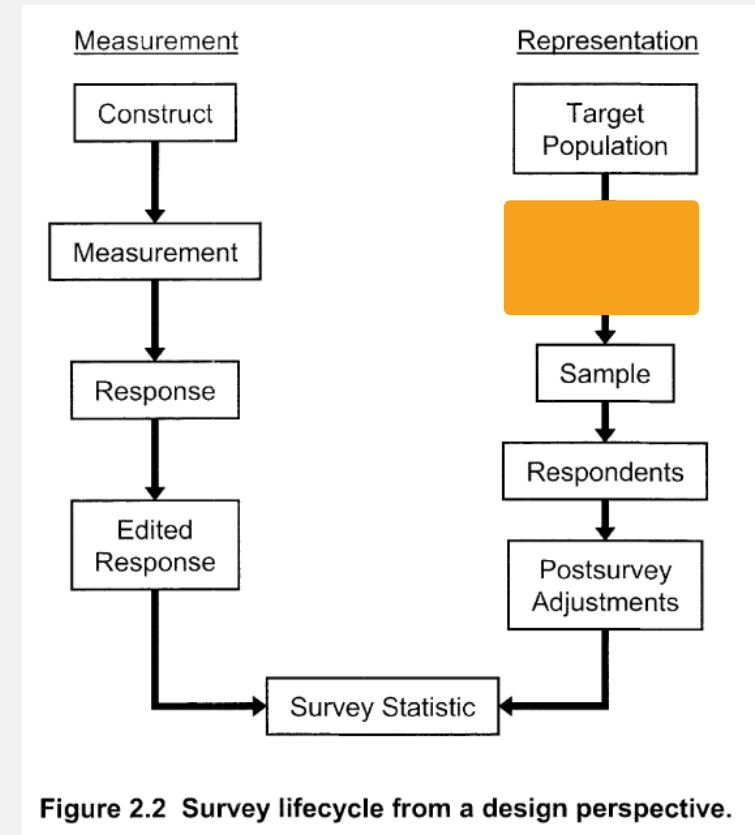 Measurement
Representation
Construct
Target
Population
Measurement
Sample
Response
Respondents
Edited
Response
Postsurvey
Adjustments
Survey Statistic
Figure 2.2 Survey lifecycle from a design perspective.